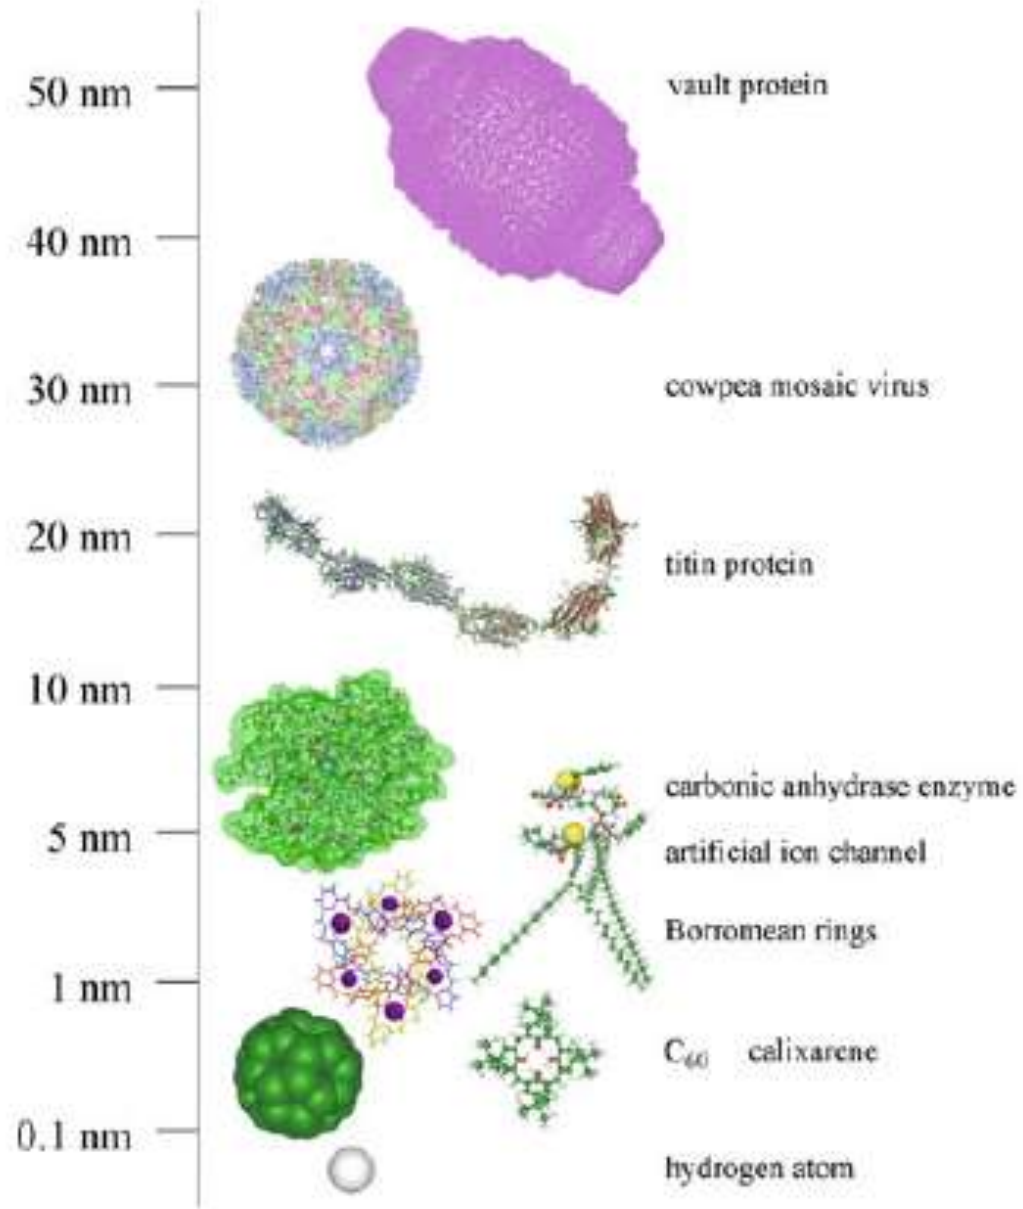 50 nm
vault protein
40 nm
30 nm
cowpea mosaic virus
20 nm
titin protein
10 nm
carbonic anhydrase enzyme
5 nm
artificial ion channel
Borromean rings
1 nm
C₆₀ calixarene
0.1 nm
hydrogen atom